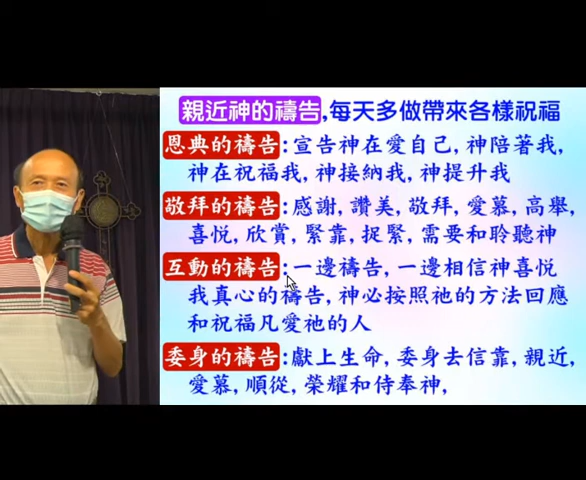 親近神的禱告,每天多做帶來各樣祝福
恩典的禱告:宣告神在愛自己, 神陪著我,
神在祝福我, 神接納我, 神提升我
敬拜的禱告:感謝, 讚美, 敬拜, 愛慕, 高舉,
喜悦, 欣賞, 緊靠, 捉緊, 需要和聆聽神
互動的禱告:一邊禱告, 一邊相信神喜悦
我真心的禱告, 神必按照祂的方法回應
和祝福凡愛祂的人
委身的禱告:獻上生命, 委身去信靠, 親近,
愛慕, 順從, 榮耀和侍奉神,